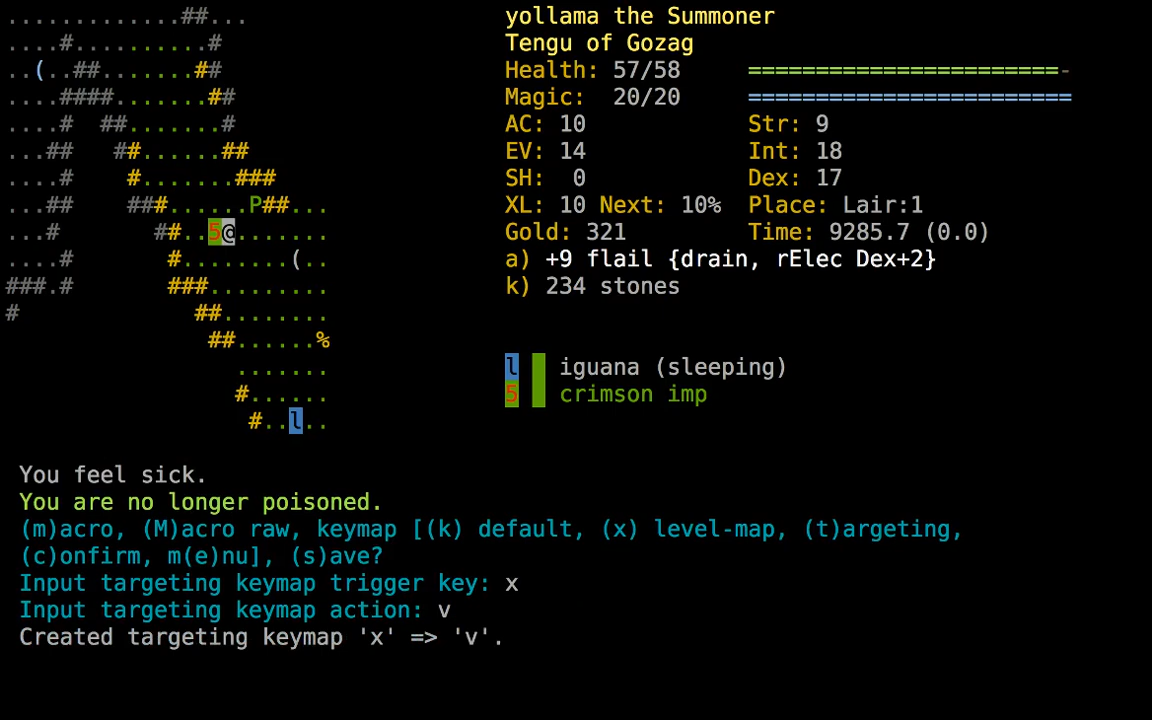 .............##... yollama the Summoner
....#..........# Tengu of Gozag
..(..##.......## Health: 57/58 =======================-
....####.......## Magic: 20/20 ========================
....# ##.......# AC: 10 Str: 9
...## ##......## EV: 14 Int: 18
....# #.......### SH: 0 Dex: 17
...## ###......P##... XL: 10 Next: 10% Place: Lair:1
...# ##..5@....... Gold: 321 Time: 9285.7 (0.0)
....# #........(.. a) +9 flail {drain, rElec Dex+2}
###.# ###......... k) 234 stones
# ##........
##......%
.......
l iguana (sleeping)
#...... 5 crimson imp
#..l..
You feel sick.
You are no longer poisoned.
(m)acro, (M)acro raw, keymap [(k) default, (x) level-map, (t)argeting,
(c)onfirm, m(e)nu], (s)ave?
Input targeting keymap trigger key: x
Input targeting keymap action: v
Created targeting keymap 'x' => 'v'.